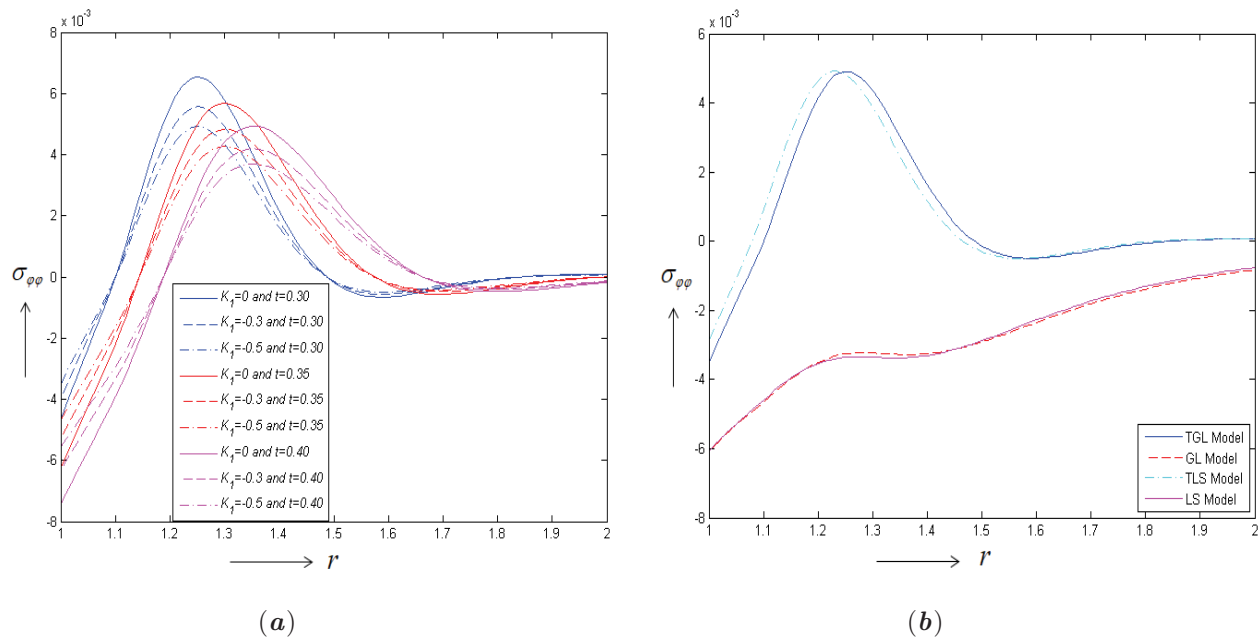 x 10⁻³
8
6
4
2
0
-2
-4
-6
-8
σφφ
K₁=0 and t=0.30
K₁=-0.3 and t=0.30
K₁=-0.5 and t=0.30
K₁=0 and t=0.35
K₁=-0.3 and t=0.35
K₁=-0.5 and t=0.35
K₁=0 and t=0.40
K₁=-0.3 and t=0.40
K₁=-0.5 and t=0.40
1 1.1 1.2 1.3 1.4 1.5 1.6 1.7 1.8 1.9 2
r
(a)
x 10⁻³
6
4
2
0
-2
-4
-6
-8
σφφ
TGL Model
GL Model
TLS Model
LS Model
1 1.1 1.2 1.3 1.4 1.5 1.6 1.7 1.8 1.9 2
r
(b)